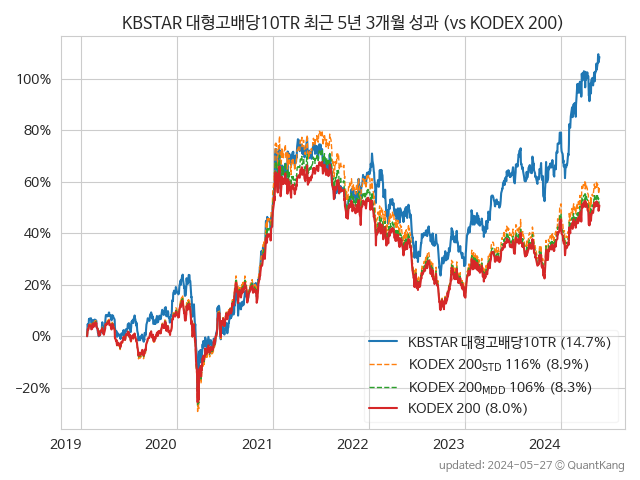 KBSTAR 대형고배당10TR 최근 5년 3개월 성과 (vs KODEX 200)
100%
80%
60%
40%
20%
0%
−20%
KBSTAR 대형고배당10TR (14.7%)
KODEX 200STD 116% (8.9%)
KODEX 200MDD 106% (8.3%)
KODEX 200 (8.0%)
2019 2020 2021 2022 2023 2024
updated: 2024-05-27 © QuantKang